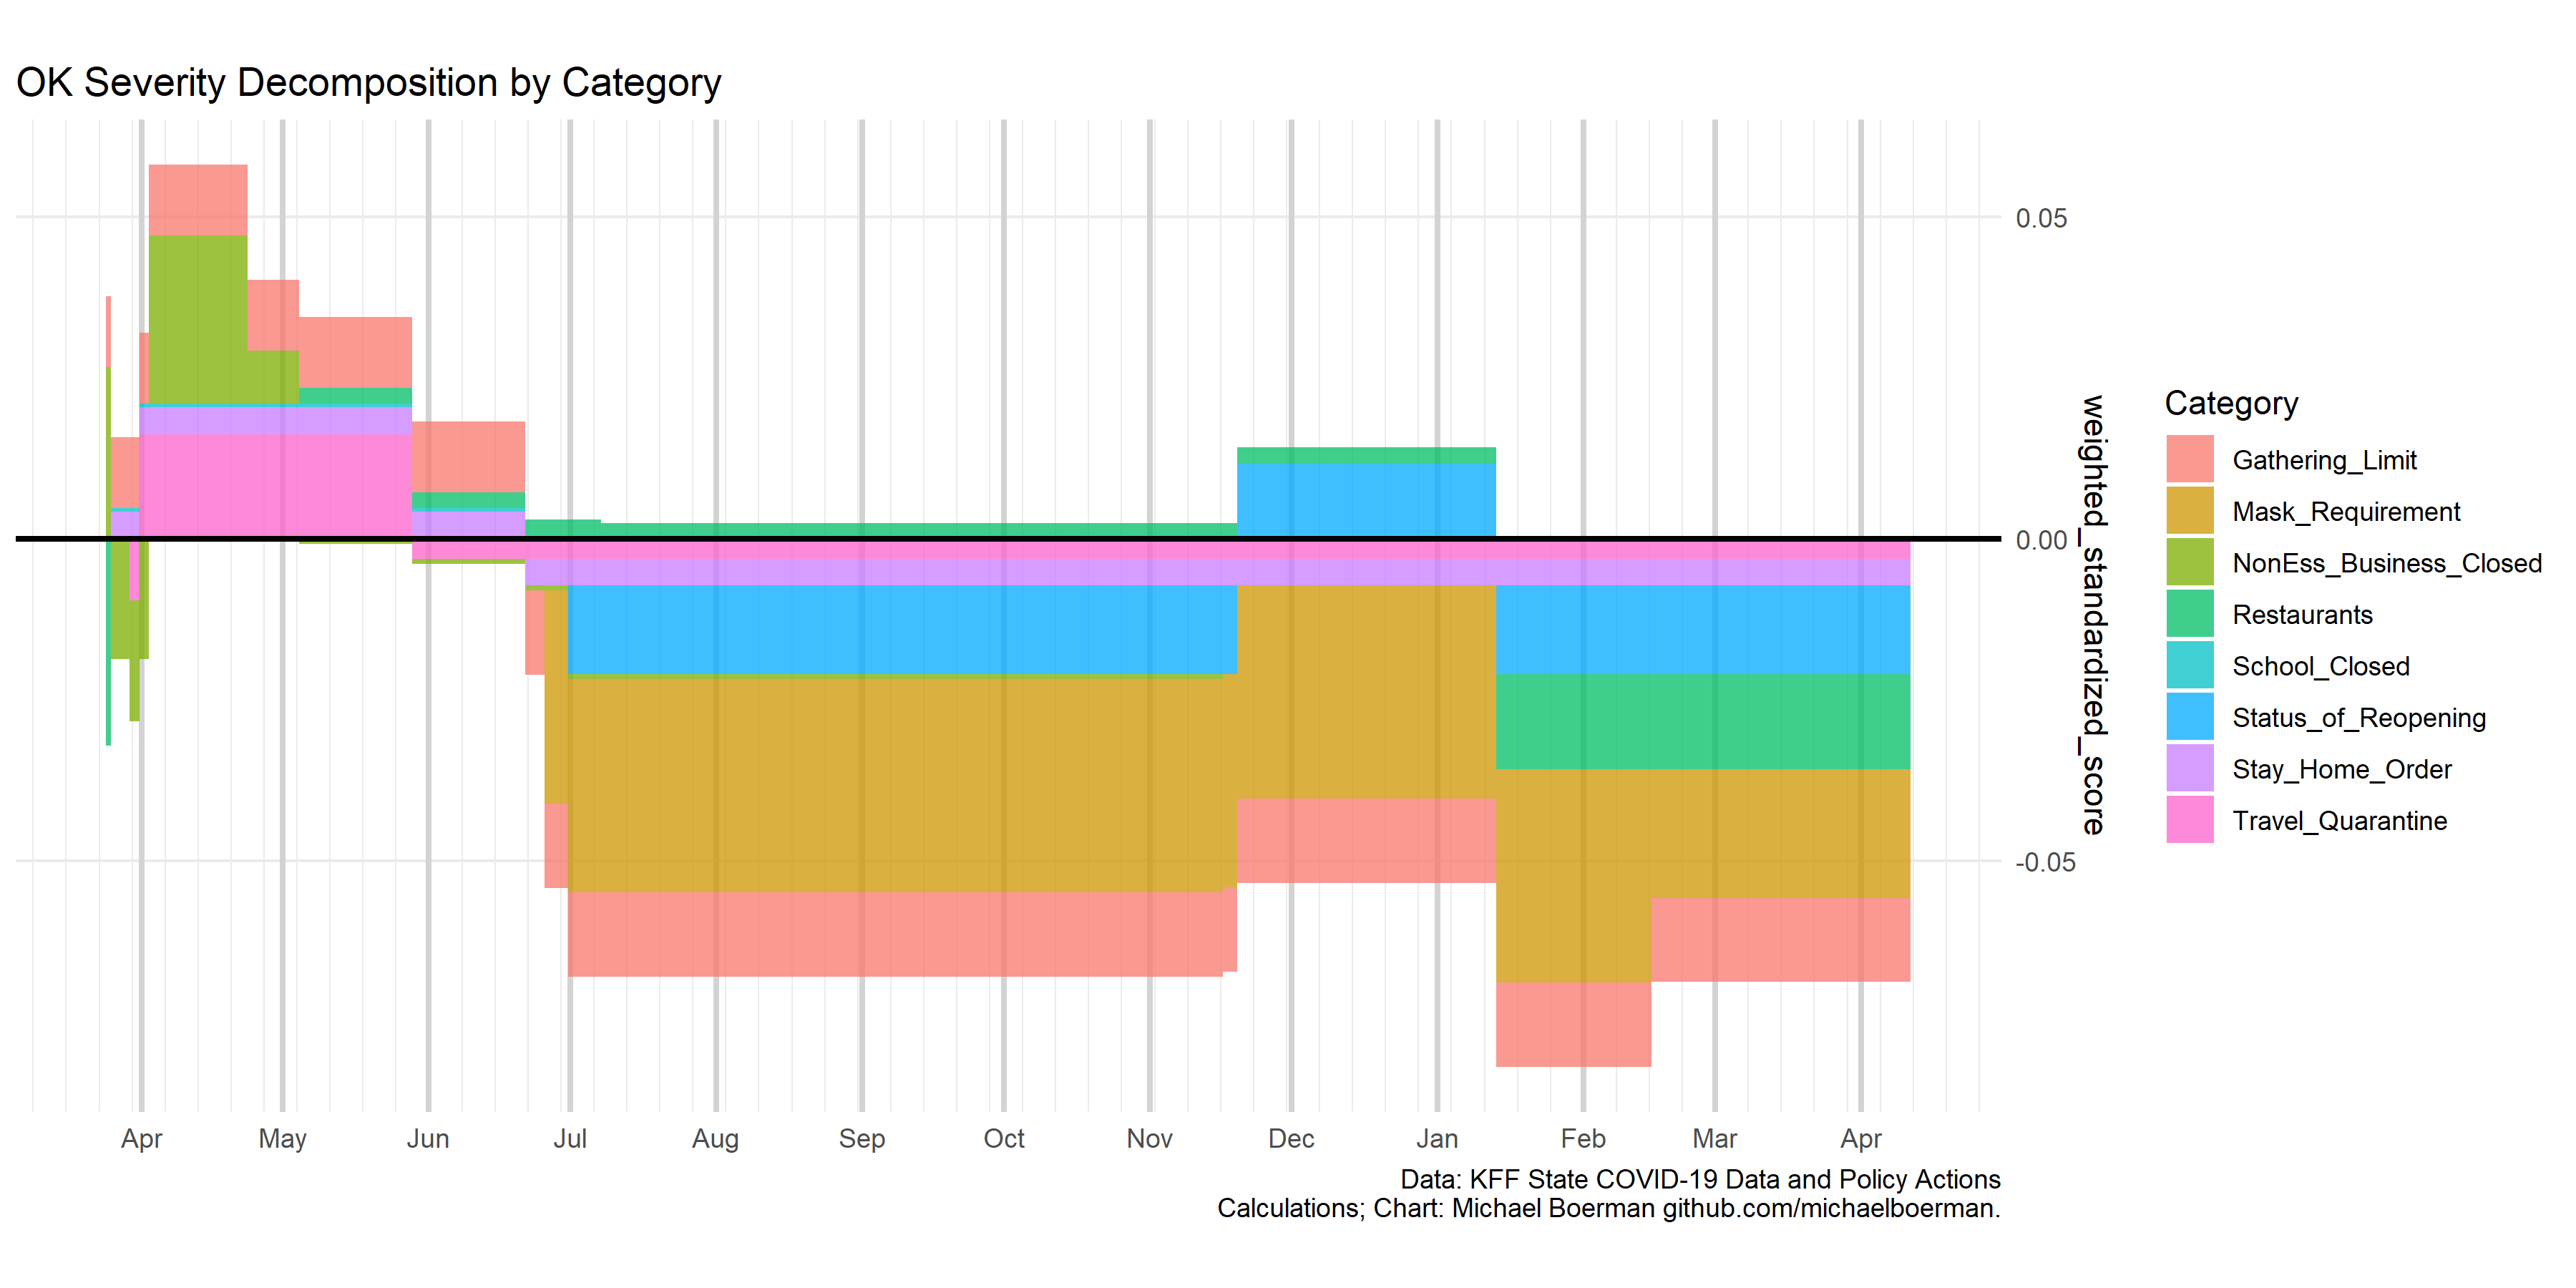 OK Severity Decomposition by Category
0.05
0.00
-0.05
weighted_standardized_score
Category
Gathering_Limit
Mask_Requirement
NonEss_Business_Closed
Restaurants
School_Closed
Status_of_Reopening
Stay_Home_Order
Travel_Quarantine
Apr May Jun Jul Aug Sep Oct Nov Dec Jan Feb Mar Apr
Data: KFF State COVID-19 Data and Policy Actions
Calculations; Chart: Michael Boerman github.com/michaelboerman.